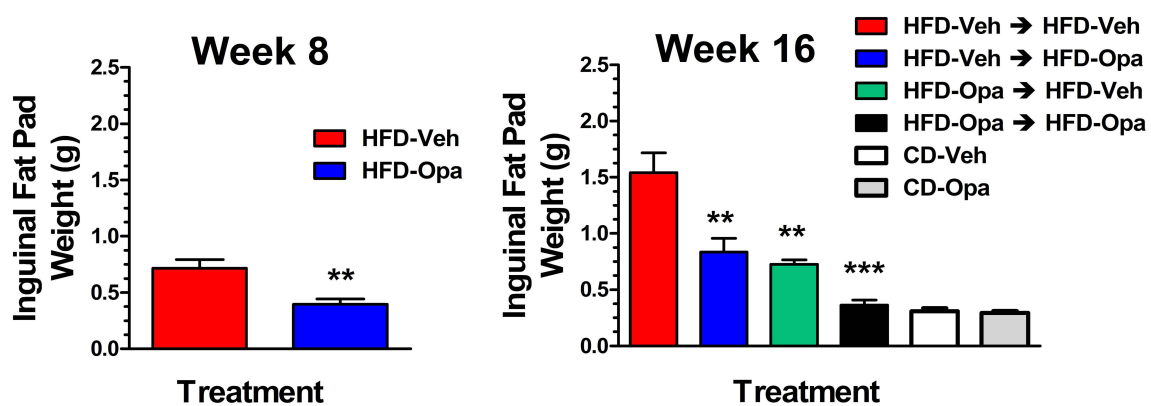 Week 8
Inguinal Fat Pad
Weight (g)
2.5
2.0
1.5
1.0
0.5
0.0
HFD-Veh
HFD-Opa
**
Treatment
Week 16
Inguinal Fat Pad
Weight (g)
2.5
2.0
1.5
1.0
0.5
0.0
HFD-Veh ➔ HFD-Veh
HFD-Veh ➔ HFD-Opa
HFD-Opa ➔ HFD-Veh
HFD-Opa ➔ HFD-Opa
CD-Veh
CD-Opa
**
**
***
Treatment